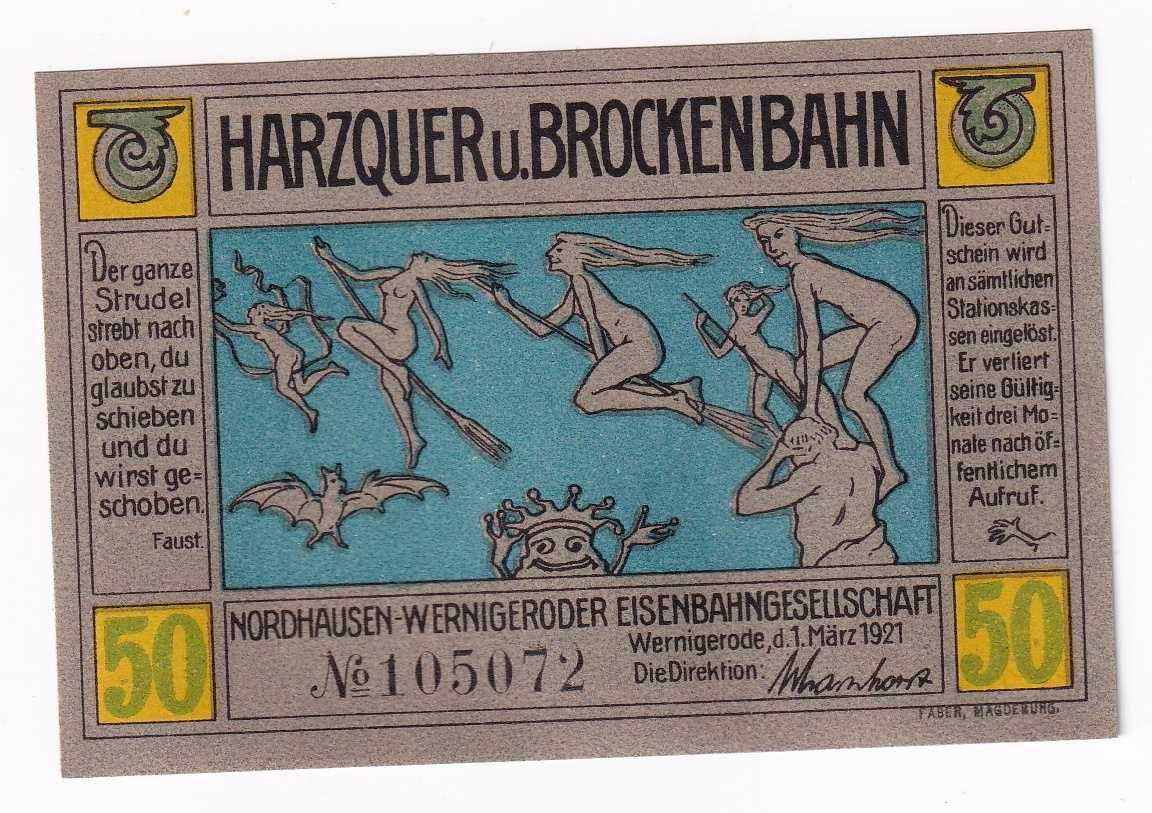 HARZQUER u. BROCKENBAHN
Der ganze
Strudel
strebt nach
oben, du
glaubst zu
schieben
und du
wirst ge=
schoben.
Faust.
Dieser Gut=
schein wird
an sämtlichen
Stationskas=
sen eingelöst.
Er verliert
seine Gültig=
keit drei Mo=
nate nach öf=
fentlichem
Aufruf.
50
NORDHAUSEN-WERNIGERODER EISENBAHNGESELLSCHAFT
Wernigerode, d. 1. März 1921
№ 105072
Die Direktion:
50
FABER, MAGDEBURG.